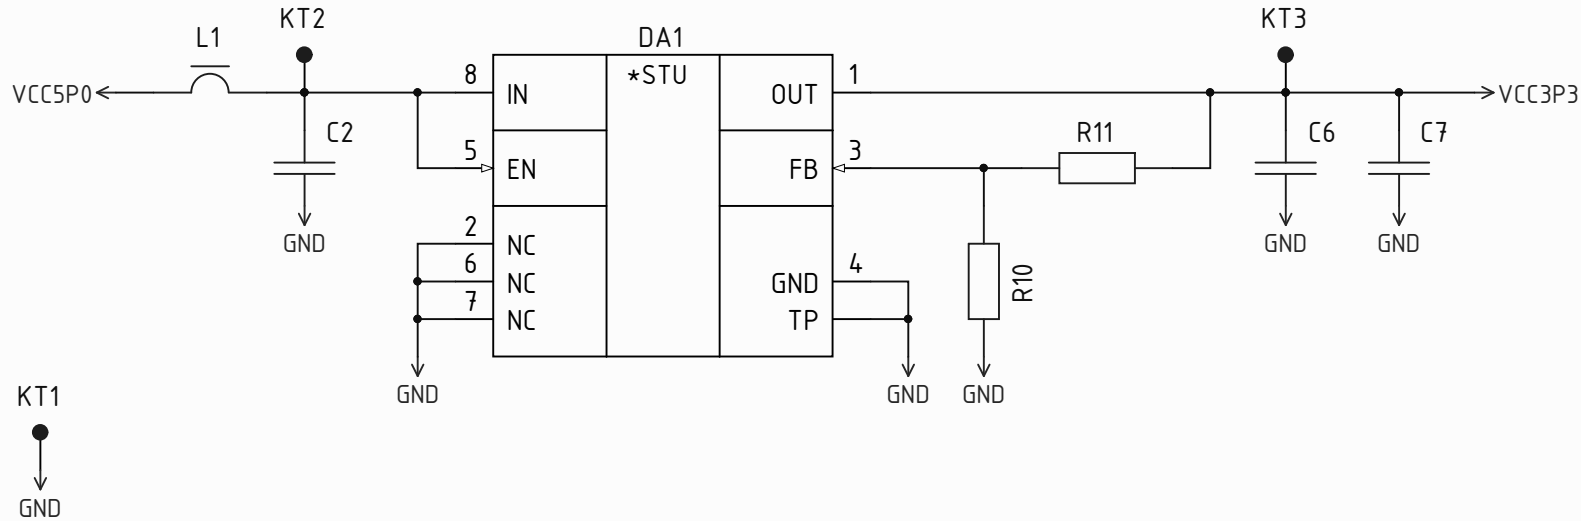 KT2
KT3
L1
DA1
8
*STU
1
VCC5P0
IN
OUT
VCC3P3
C2
R11
C6
C7
5
3
EN
FB
GND
2
NC
GND
GND
6
NC
GND
4
R10
7
NC
TP
KT1
GND
GND
GND
GND